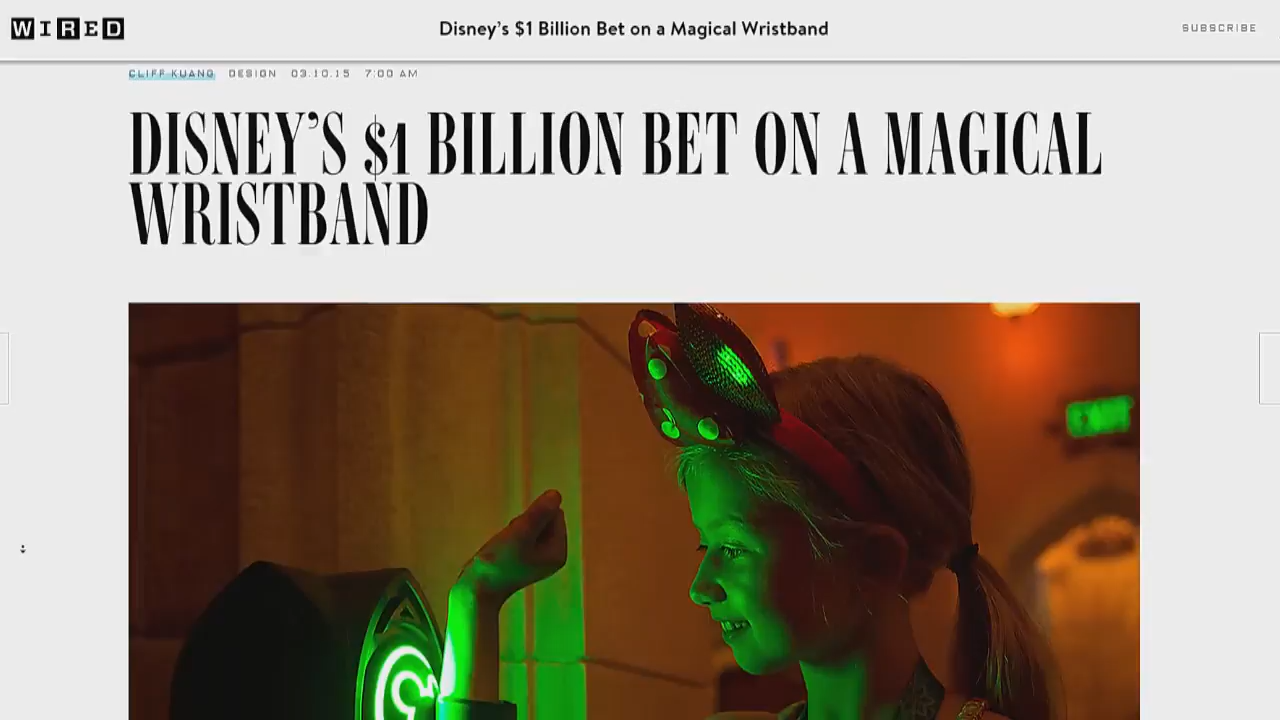 WIRED
Disney's $1 Billion Bet on a Magical Wristband
SUBSCRIBE
CLIFF KUANG DESIGN 03.10.15 7:00 AM
DISNEY'S $1 BILLION BET ON A MAGICAL
WRISTBAND